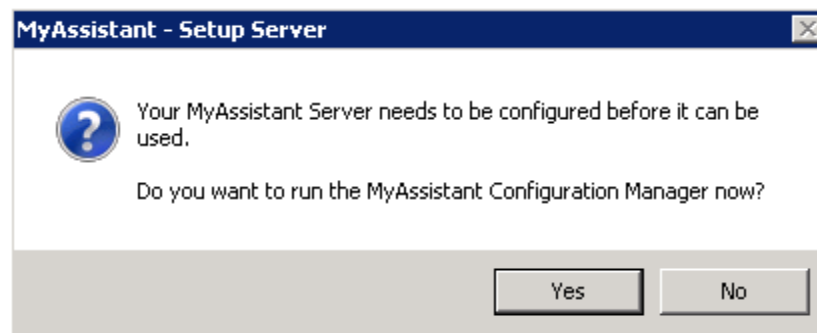 MyAssistant - Setup Server
Your MyAssistant Server needs to be configured before it can be
used.
Do you want to run the MyAssistant Configuration Manager now?
Yes
No